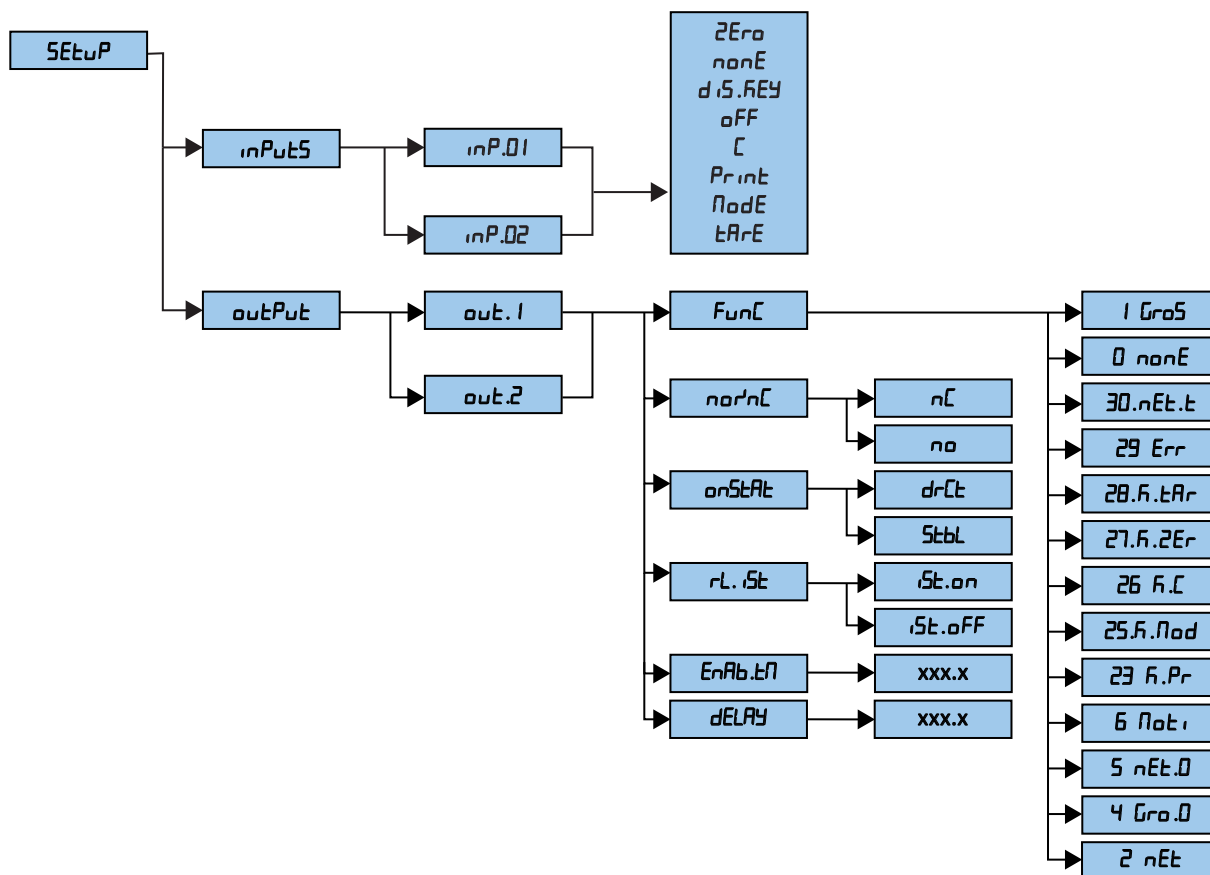 SEtuP
inPutS
inP.01
inP.02
ZEro
nonE
diS.KEY
oFF
C
Print
ModE
tArE
outPut
out.1
out.2
FunC
no/nC
nC
no
onStAt
drCt
StbL
rL.iSt
iSt.on
iSt.oFF
EnAb.tM
xxx.x
dELAY
xxx.x
1 GroS
0 nonE
30.nEt.t
29 Err
28.K.tAr
27.K.ZEr
26 K.C
25.K.Mod
23 K.Pr
6 Moti
5 nEt.0
4 Gro.0
2 nEt